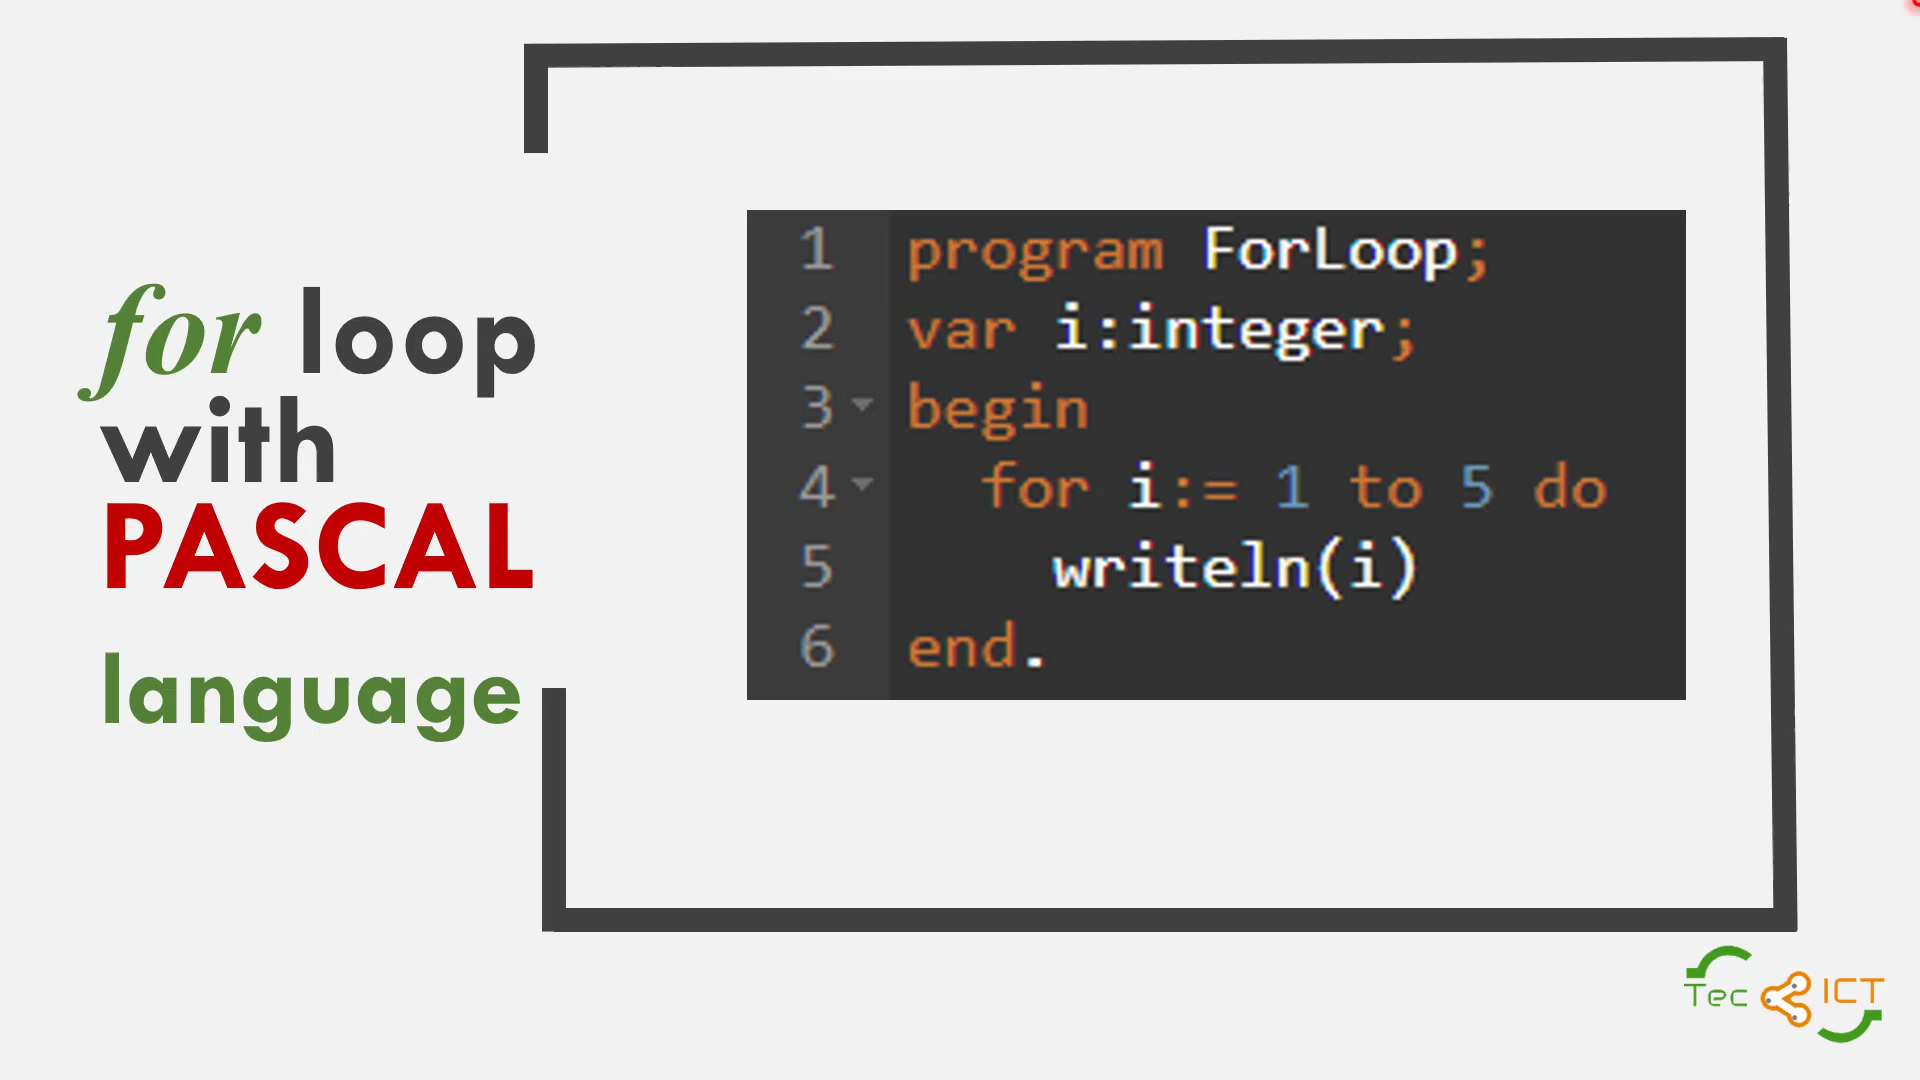 for loop
with
PASCAL
language
1 program ForLoop;
2 var i:integer;
3 begin
4 for i:= 1 to 5 do
5 writeln(i)
6 end.
Tec ICT